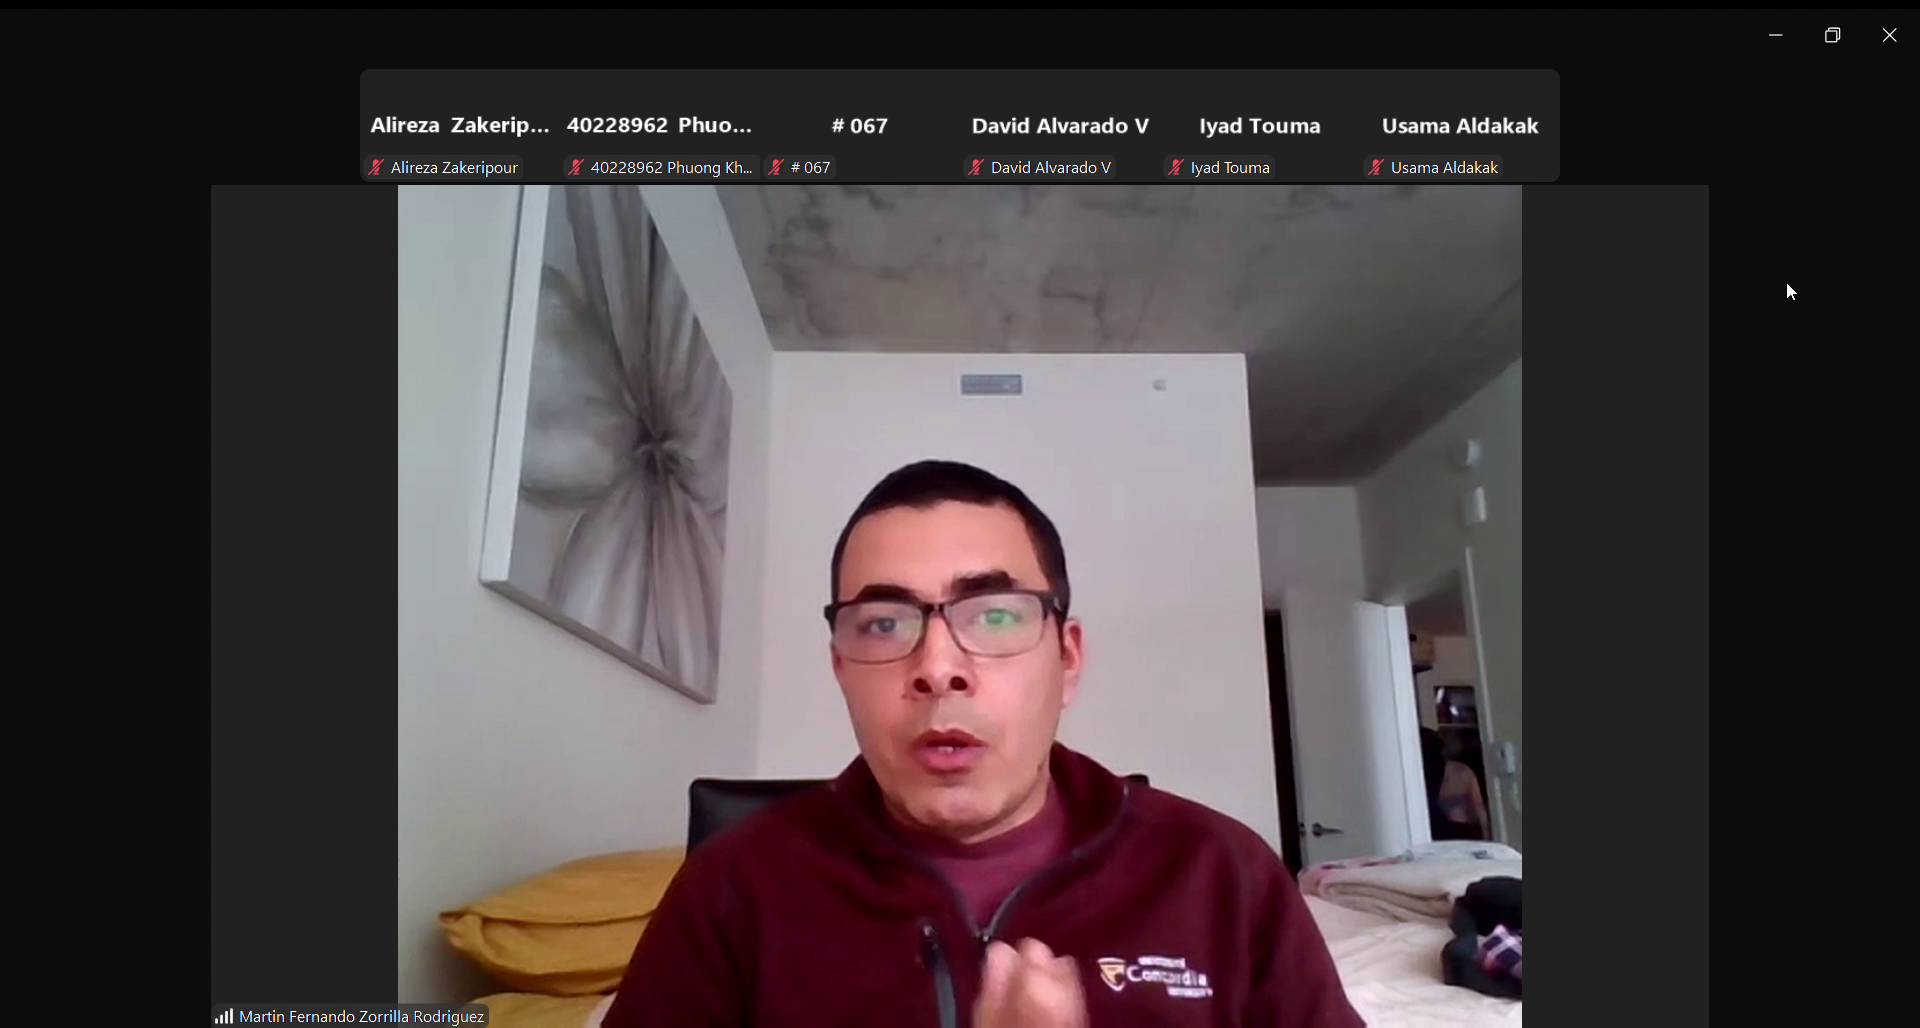 Alireza Zakerip...
40228962 Phuo...
# 067
David Alvarado V
Iyad Touma
Usama Aldakak
Alireza Zakeripour
40228962 Phuong Kh...
# 067
David Alvarado V
Iyad Touma
Usama Aldakak
Concordia
Martin Fernando Zorrilla Rodriguez